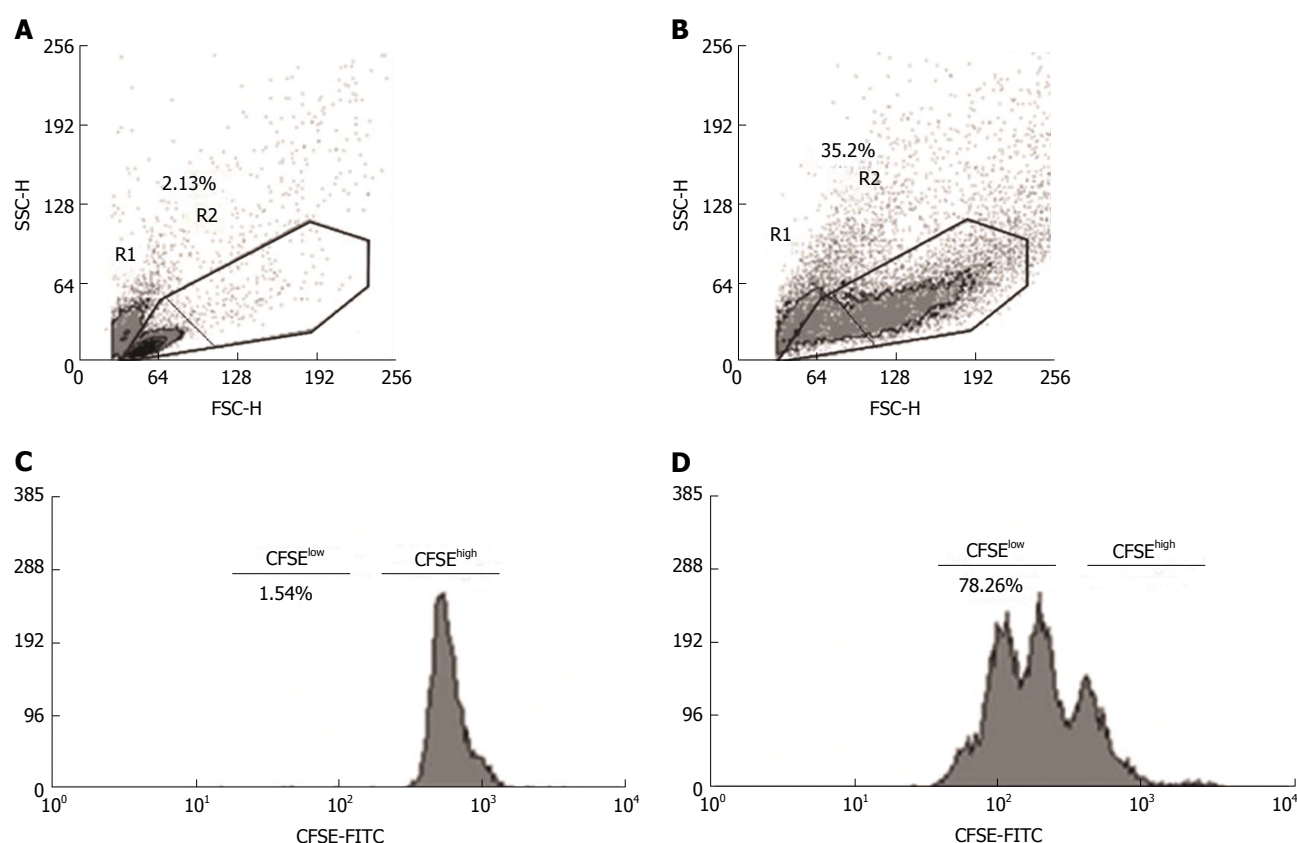 A
256
192
128
64
0
SSC-H
2.13%
R2
R1
0 64 128 192 256
FSC-H
B
256
192
128
64
0
SSC-H
35.2%
R2
R1
0 64 128 192 256
FSC-H
C
385
288
192
96
0
CFSE^low
CFSE^high
1.54%
10^0 10^1 10^2 10^3 10^4
CFSE-FITC
D
385
288
192
96
0
CFSE^low
CFSE^high
78.26%
10^0 10^1 10^2 10^3 10^4
CFSE-FITC